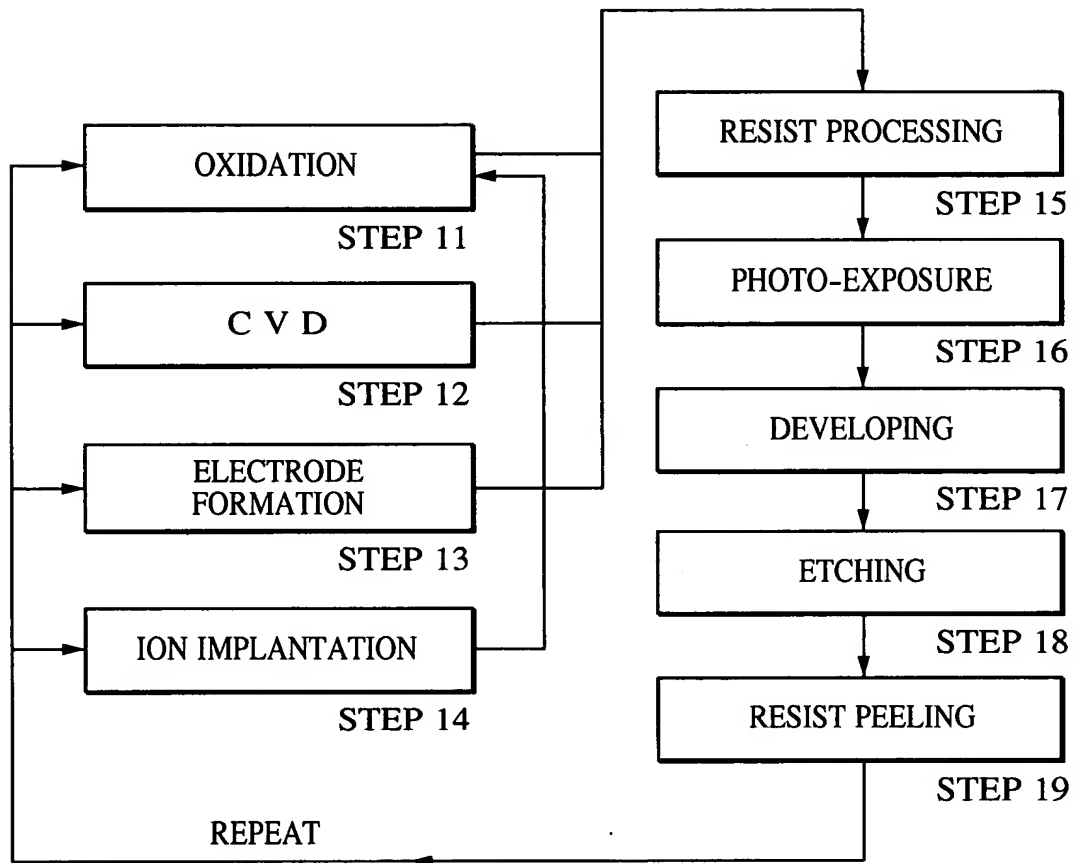 OXIDATION
STEP 11
C V D
STEP 12
ELECTRODE
FORMATION
STEP 13
ION IMPLANTATION
STEP 14
RESIST PROCESSING
STEP 15
PHOTO-EXPOSURE
STEP 16
DEVELOPING
STEP 17
ETCHING
STEP 18
RESIST PEELING
STEP 19
REPEAT